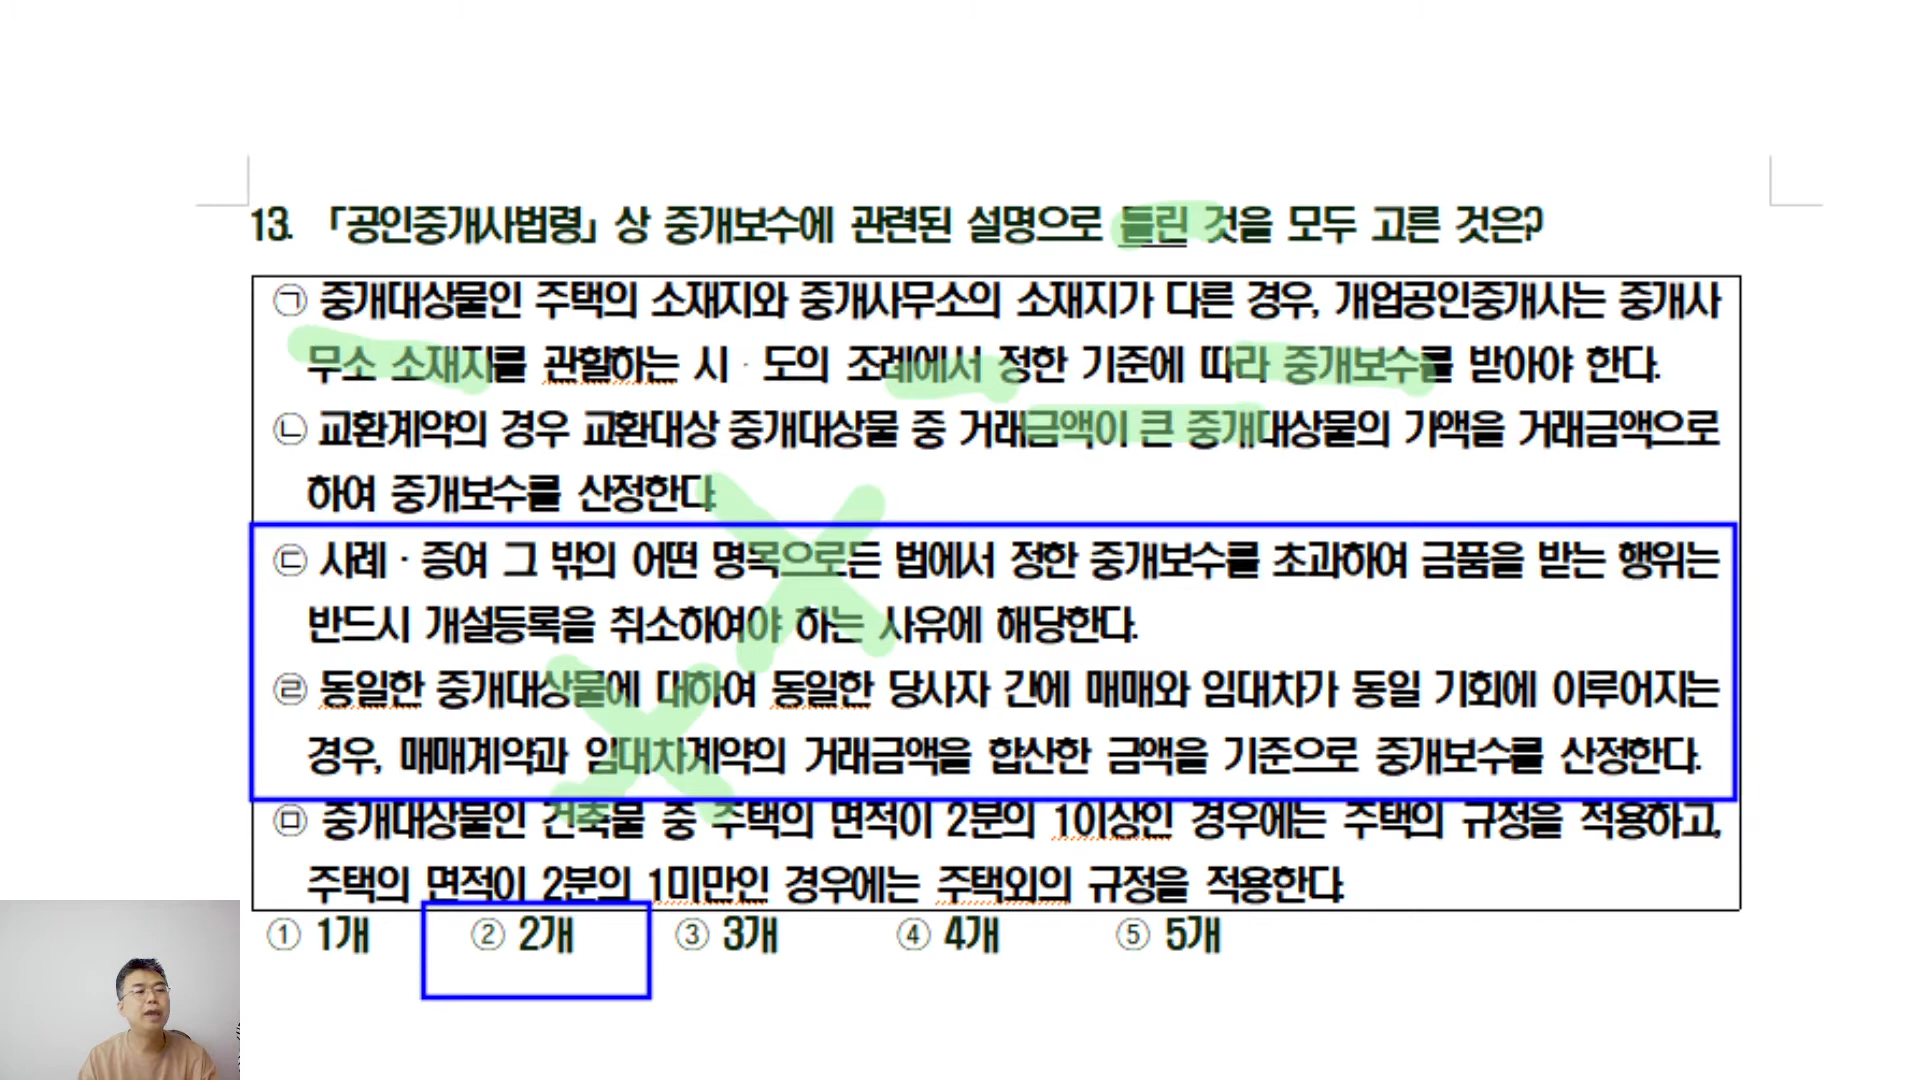 13. 「공인중개사법령」상 중개보수에 관련된 설명으로 틀린 것을 모두 고른 것은?
㉠ 중개대상물인 주택의 소재지와 중개사무소의 소재지가 다른 경우, 개업공인중개사는 중개사
무소 소재지를 관할하는 시 · 도의 조례에서 정한 기준에 따라 중개보수를 받아야 한다.
㉡ 교환계약의 경우 교환대상 중개대상물 중 거래금액이 큰 중개대상물의 가액을 거래금액으로
하여 중개보수를 산정한다.
㉢ 사례 · 증여 그 밖의 어떤 명목으로든 법에서 정한 중개보수를 초과하여 금품을 받는 행위는
반드시 개설등록을 취소하여야 하는 사유에 해당한다.
㉣ 동일한 중개대상물에 대하여 동일한 당사자 간에 매매와 임대차가 동일 기회에 이루어지는
경우, 매매계약과 임대차계약의 거래금액을 합산한 금액을 기준으로 중개보수를 산정한다.
㉤ 중개대상물인 건축물 중 주택의 면적이 2분의 1이상인 경우에는 주택의 규정을 적용하고,
주택의 면적이 2분의 1미만인 경우에는 주택외의 규정을 적용한다.
① 1개 ② 2개 ③ 3개 ④ 4개 ⑤ 5개